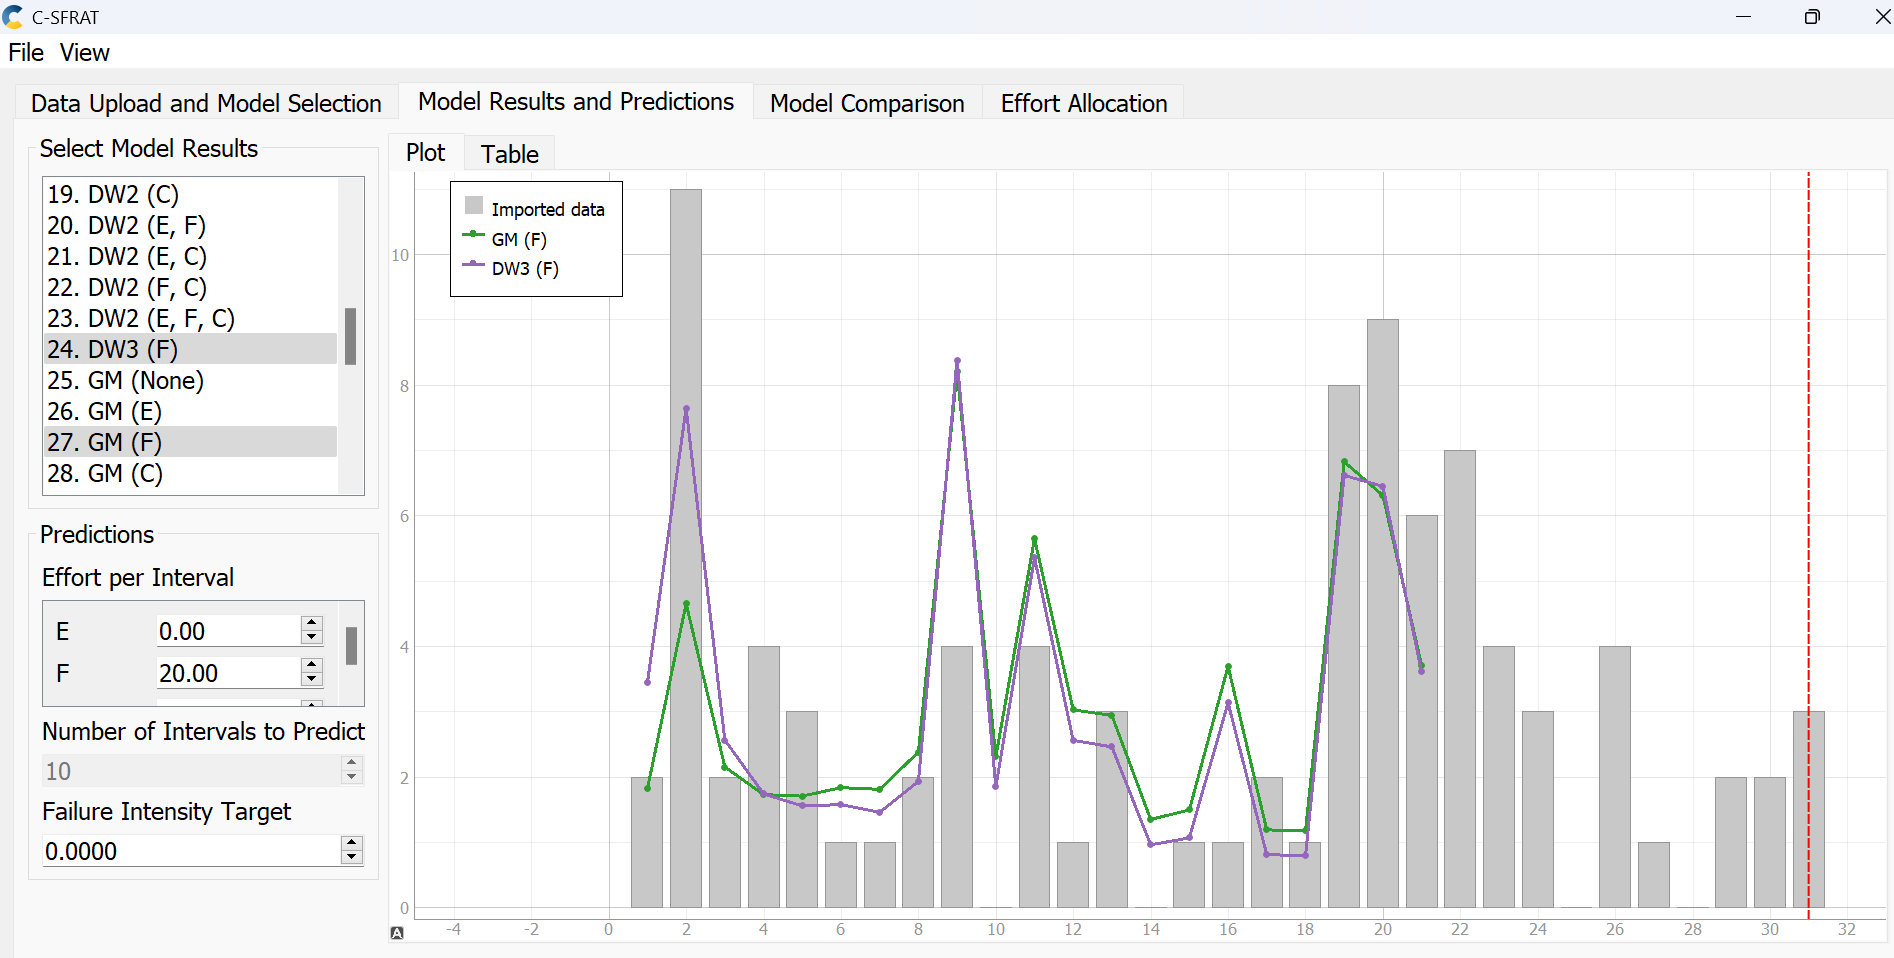 C-SFRAT
File View
Data Upload and Model Selection
Model Results and Predictions
Model Comparison
Effort Allocation
Select Model Results
19. DW2 (C)
20. DW2 (E, F)
21. DW2 (E, C)
22. DW2 (F, C)
23. DW2 (E, F, C)
24. DW3 (F)
25. GM (None)
26. GM (E)
27. GM (F)
28. GM (C)
Predictions
Effort per Interval
E 0.00
F 20.00
Number of Intervals to Predict
10
Failure Intensity Target
0.0000
Plot Table
Imported data
GM (F)
DW3 (F)
10
8
6
4
2
0
A
-4 -2 0 2 4 6 8 10 12 14 16 18 20 22 24 26 28 30 32